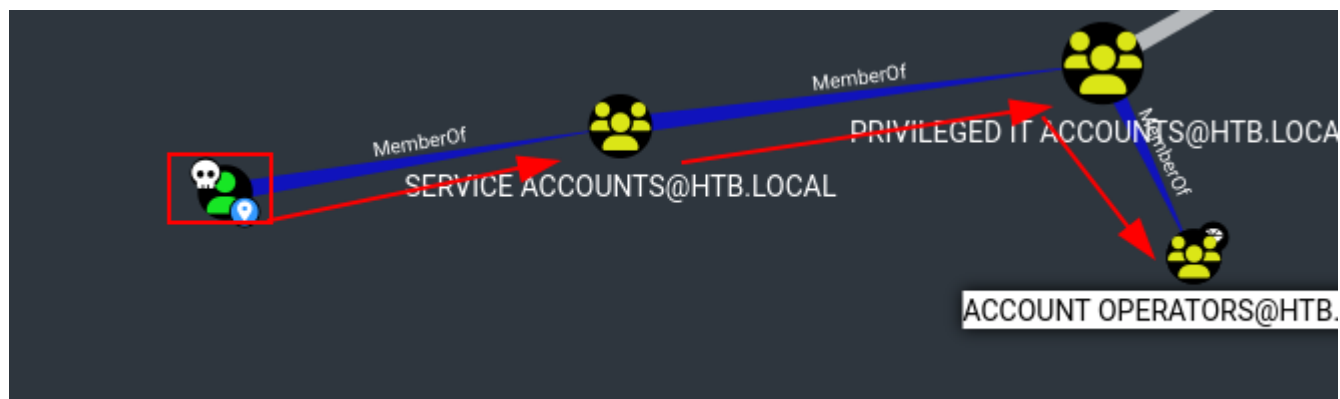 MemberOf
MemberOf
PRIVILEGED IT ACCOUNTS@HTB.LOCA
MemberOf
SERVICE ACCOUNTS@HTB.LOCAL
ACCOUNT OPERATORS@HTB.